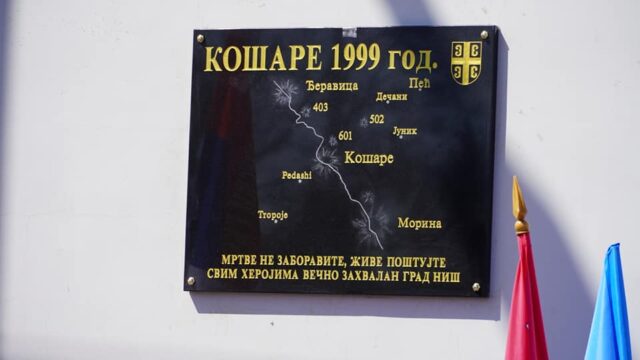 КОШАРЕ 1999 год.
Ђеравица
Пећ
Дечани
403
502
Јуник
601
Кошаре
Pedashi
Тгороје
Морина
МРТВЕ НЕ ЗАБОРАВИТЕ, ЖИВЕ ПОШТУЈТЕ
СВИМ ХЕРОЈИМА ВЕЧНО ЗАХВАЛАН ГРАД НИШ